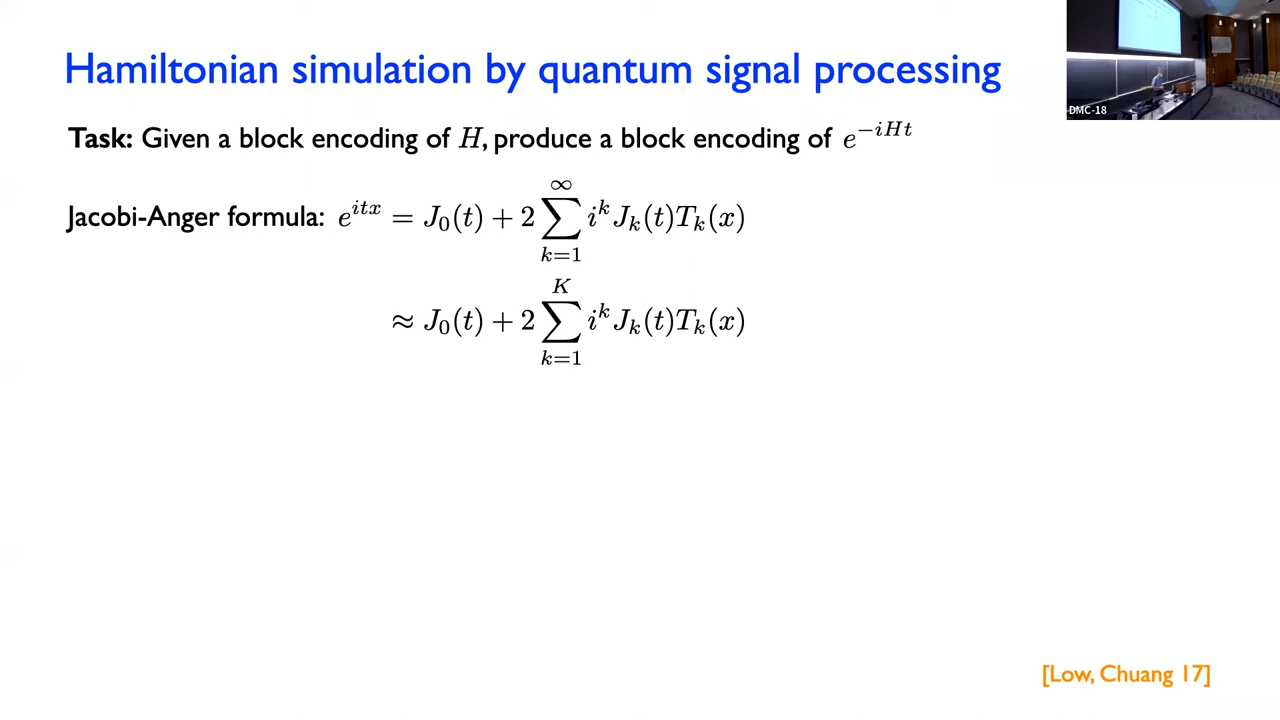 Hamiltonian simulation by quantum signal processing
DMC-18
Task: Given a block encoding of H, produce a block encoding of e^{-iHt}
Jacobi-Anger formula: e^{itx} = J_0(t) + 2 \sum_{k=1}^{\infty} i^k J_k(t) T_k(x)
≈ J_0(t) + 2 \sum_{k=1}^{K} i^k J_k(t) T_k(x)
[Low, Chuang 17]